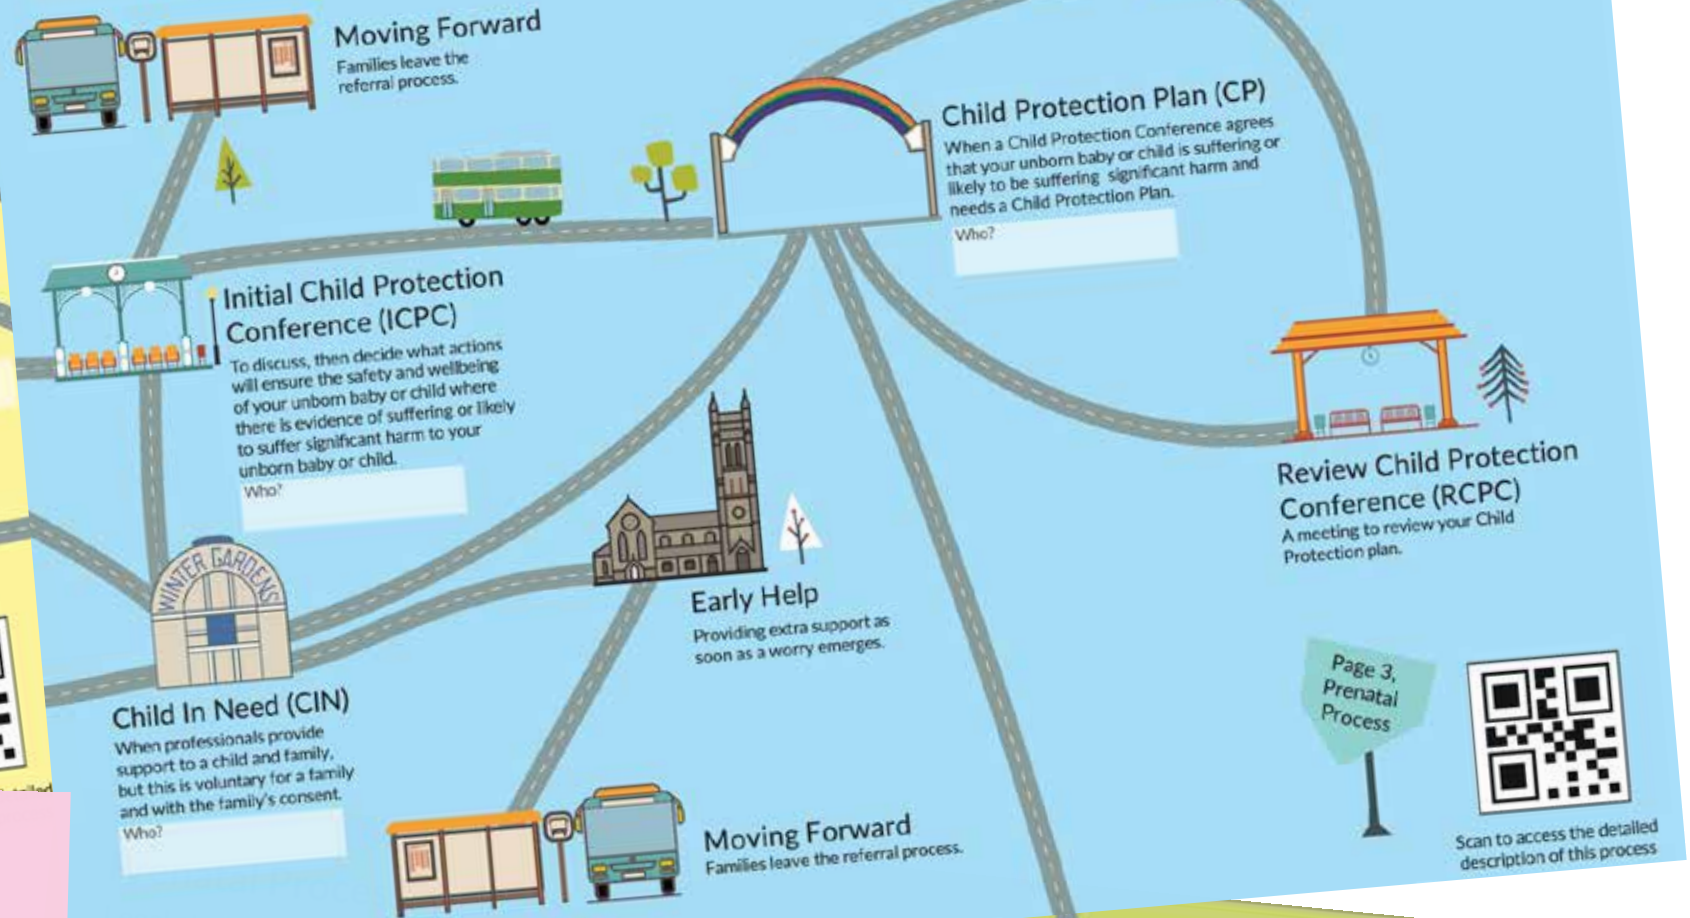 Moving Forward
Families leave the
referral process.
Child Protection Plan (CP)
When a Child Protection Conference agrees
that your unborn baby or child is suffering or
likely to be suffering significant harm and
needs a Child Protection Plan.
Who?
Initial Child Protection
Conference (ICPC)
To discuss, then decide what actions
will ensure the safety and wellbeing
of your unborn baby or child where
there is evidence of suffering or likely
to suffer significant harm to your
unborn baby or child.
Who?
Review Child Protection
Conference (RCPC)
A meeting to review your Child
Protection plan.
WINTER GARDENS
Early Help
Providing extra support as
soon as a worry emerges.
Child In Need (CIN)
When professionals provide
support to a child and family,
but this is voluntary for a family
and with the family's consent.
Who?
Moving Forward
Families leave the referral process.
Page 3,
Prenatal
Process
Scan to access the detailed
description of this process